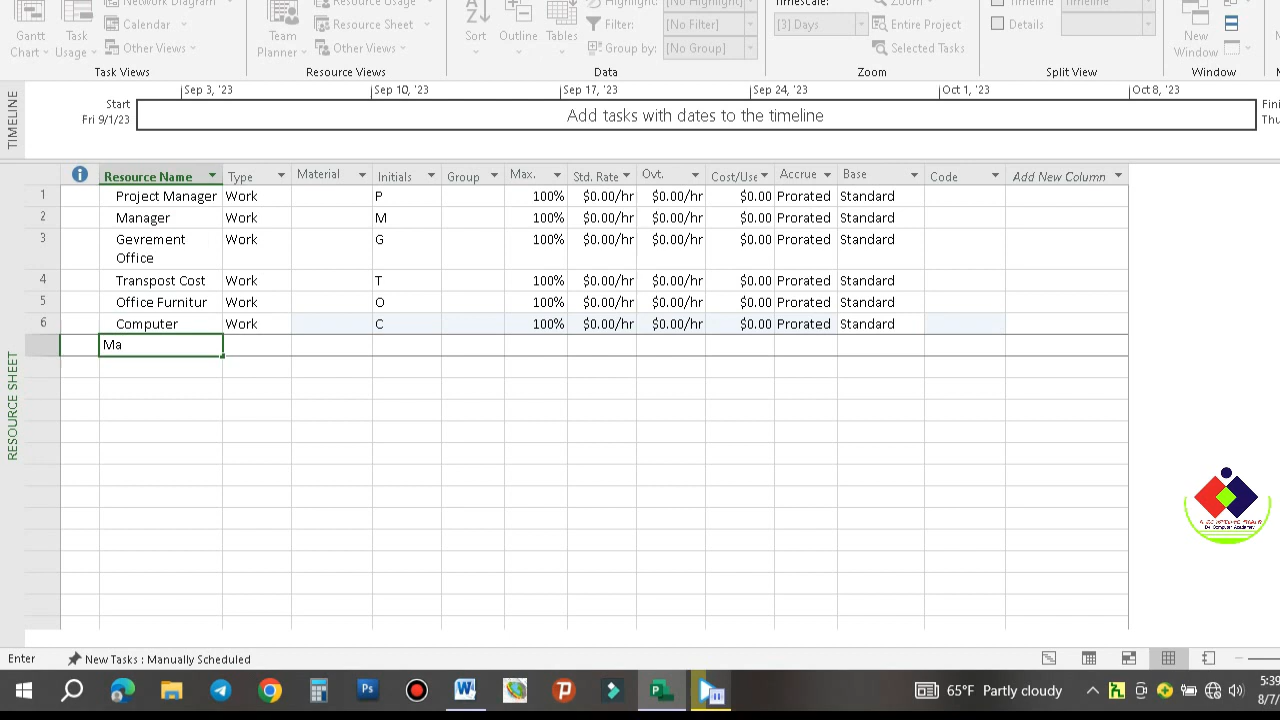 Network Diagram
Resource Usage
Highlight: [No Highlight]
Timescale:
Zoom
Timeline Timeline
Calendar
Resource Sheet
Filter: [No Filter]
[3] Days
Entire Project
Details
Gantt Chart
Task Usage
Other Views
Team Planner
Other Views
Sort
Outline
Tables
Group by: [No Group]
Selected Tasks
New Window
Task Views
Resource Views
Data
Zoom
Split View
Window
TIMELINE
Sep 3, '23 Sep 10, '23 Sep 17, '23 Sep 24, '23 Oct 1, '23 Oct 8, '23
Start
Fri 9/1/23
Add tasks with dates to the timeline
RESOURCE SHEET
Resource Name Type Material Initials Group Max. Std. Rate Ovt. Cost/Use Accrue Base Code Add New Column
1 Project Manager Work P 100% $0.00/hr $0.00/hr $0.00 Prorated Standard
2 Manager Work M 100% $0.00/hr $0.00/hr $0.00 Prorated Standard
3 Gevrement Office Work G 100% $0.00/hr $0.00/hr $0.00 Prorated Standard
4 Transpost Cost Work T 100% $0.00/hr $0.00/hr $0.00 Prorated Standard
5 Office Furnitur Work O 100% $0.00/hr $0.00/hr $0.00 Prorated Standard
6 Computer Work C 100% $0.00/hr $0.00/hr $0.00 Prorated Standard
Ma
Computer Academy
Enter
New Tasks : Manually Scheduled
65°F Partly cloudy
5:39
8/7/